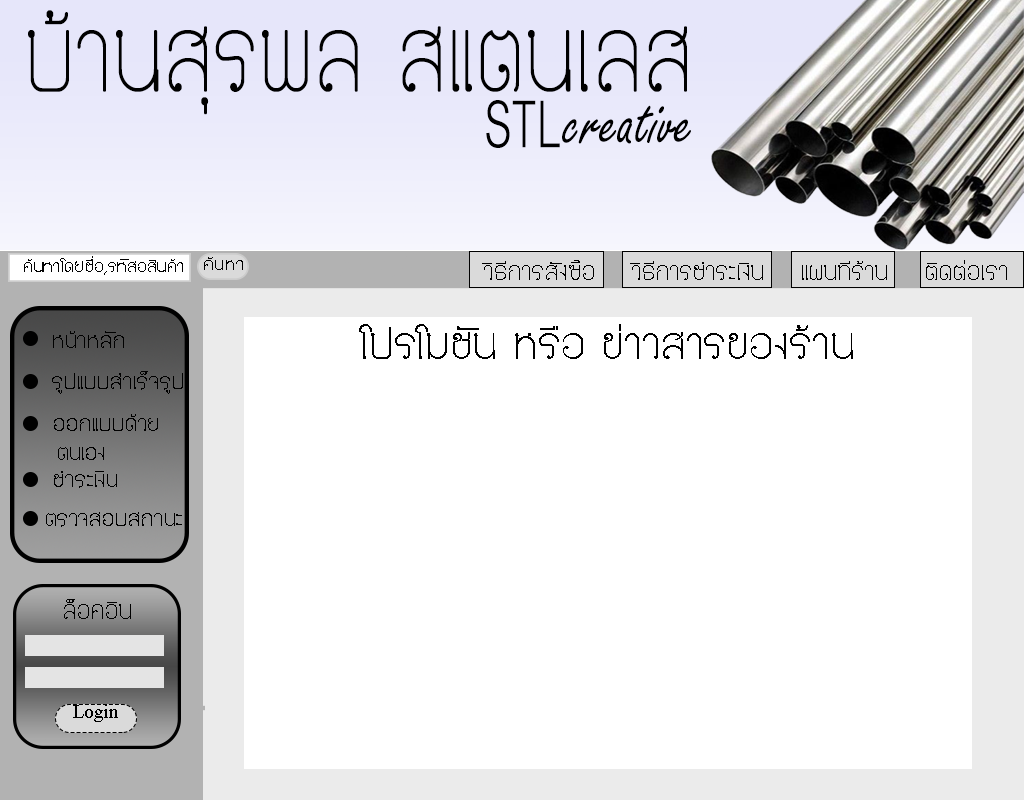 บ้านสุรพล สแตนเลส
STLcreative
ค้นหาโดยชื่อ,รหัสอสินค้า ค้นหา วิธีการสั่งซื้อ วิธีการชำระเงิน แผนที่ร้าน ติดต่อเรา
โปรโมชั่น หรือ ข่าวสารของร้าน
หน้าหลัก
รูปแบบสำเร็จรูป
ออกแบบด้วย
ตนเอง
ชำระเงิน
ตรวจสอบสถานะ
ล็อคอิน
Login